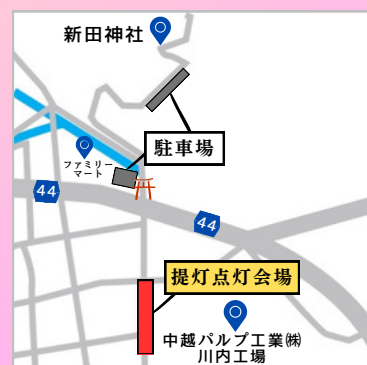 新田神社
駐車場
ファミリー
マート
44
44
提灯点灯会場
中越パルプ工業㈱
川内工場